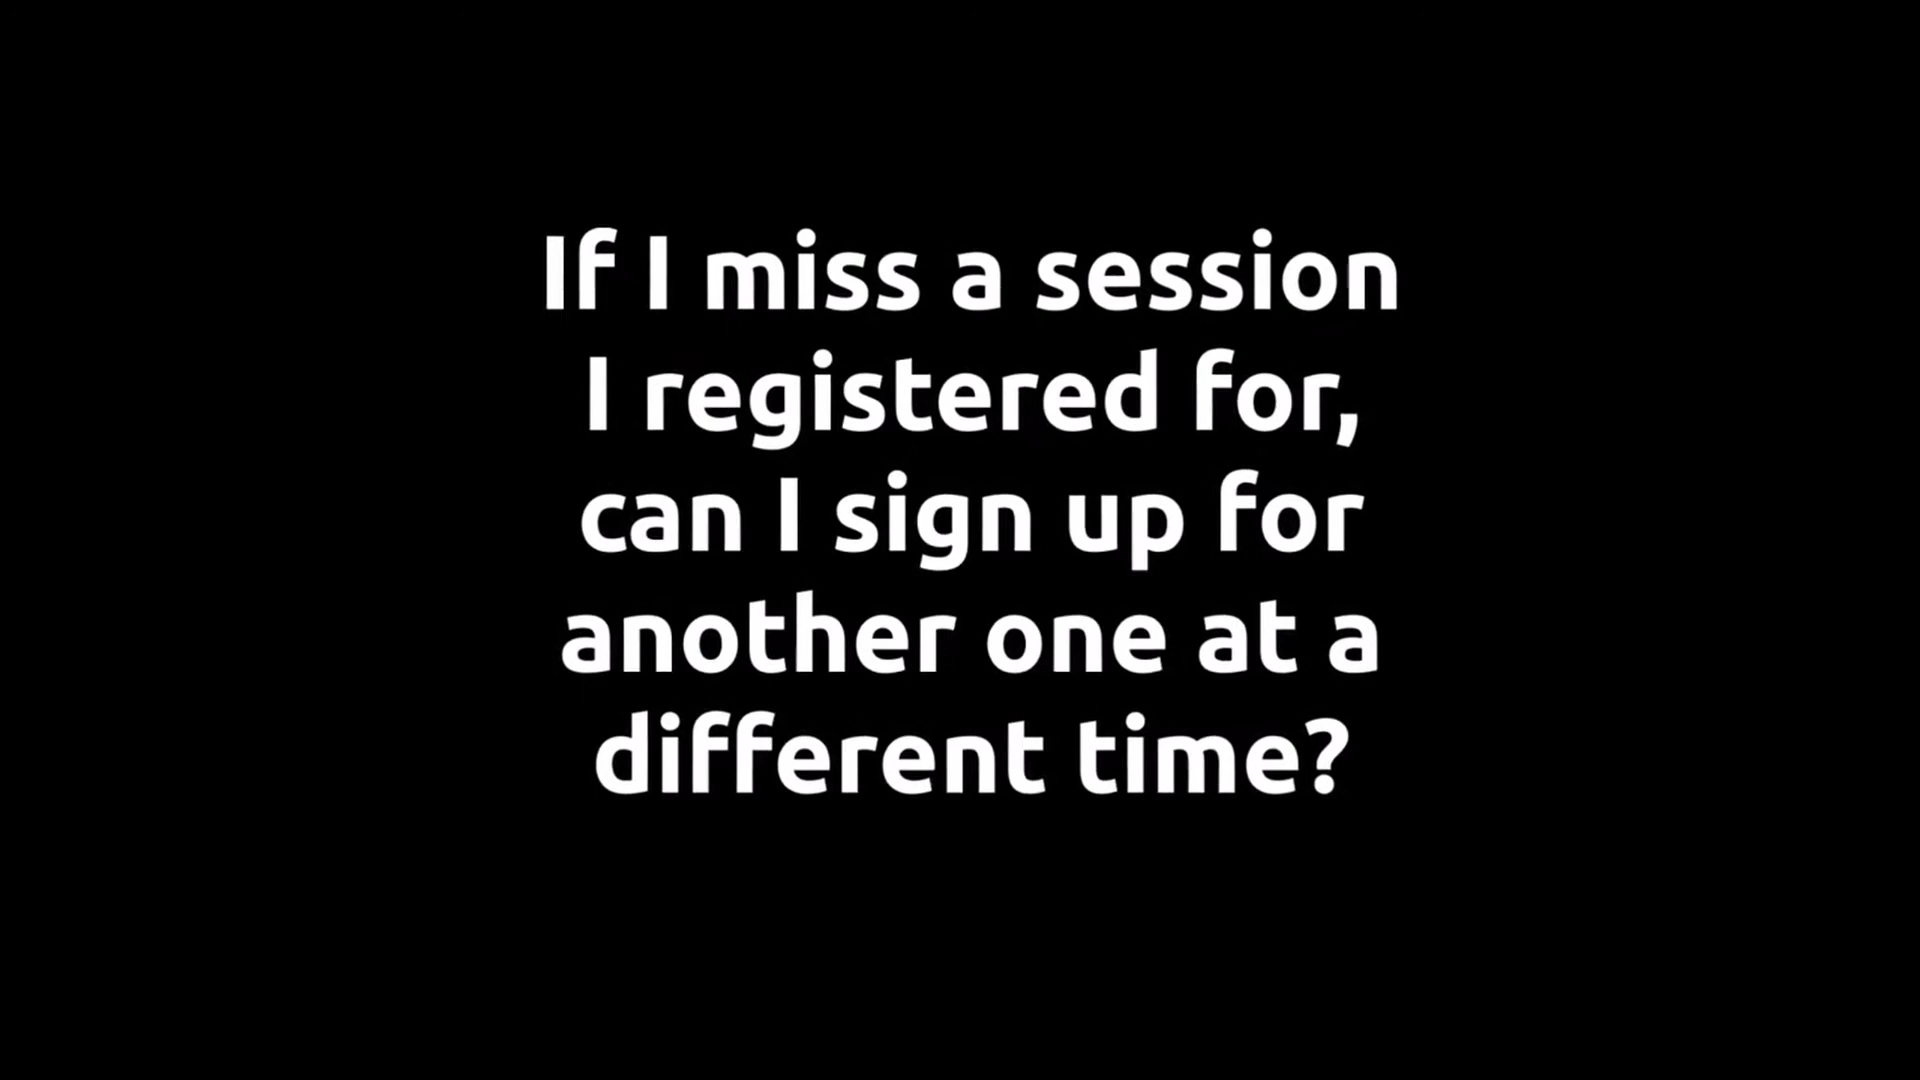 If I miss a session
I registered for,
can I sign up for
another one at a
different time?